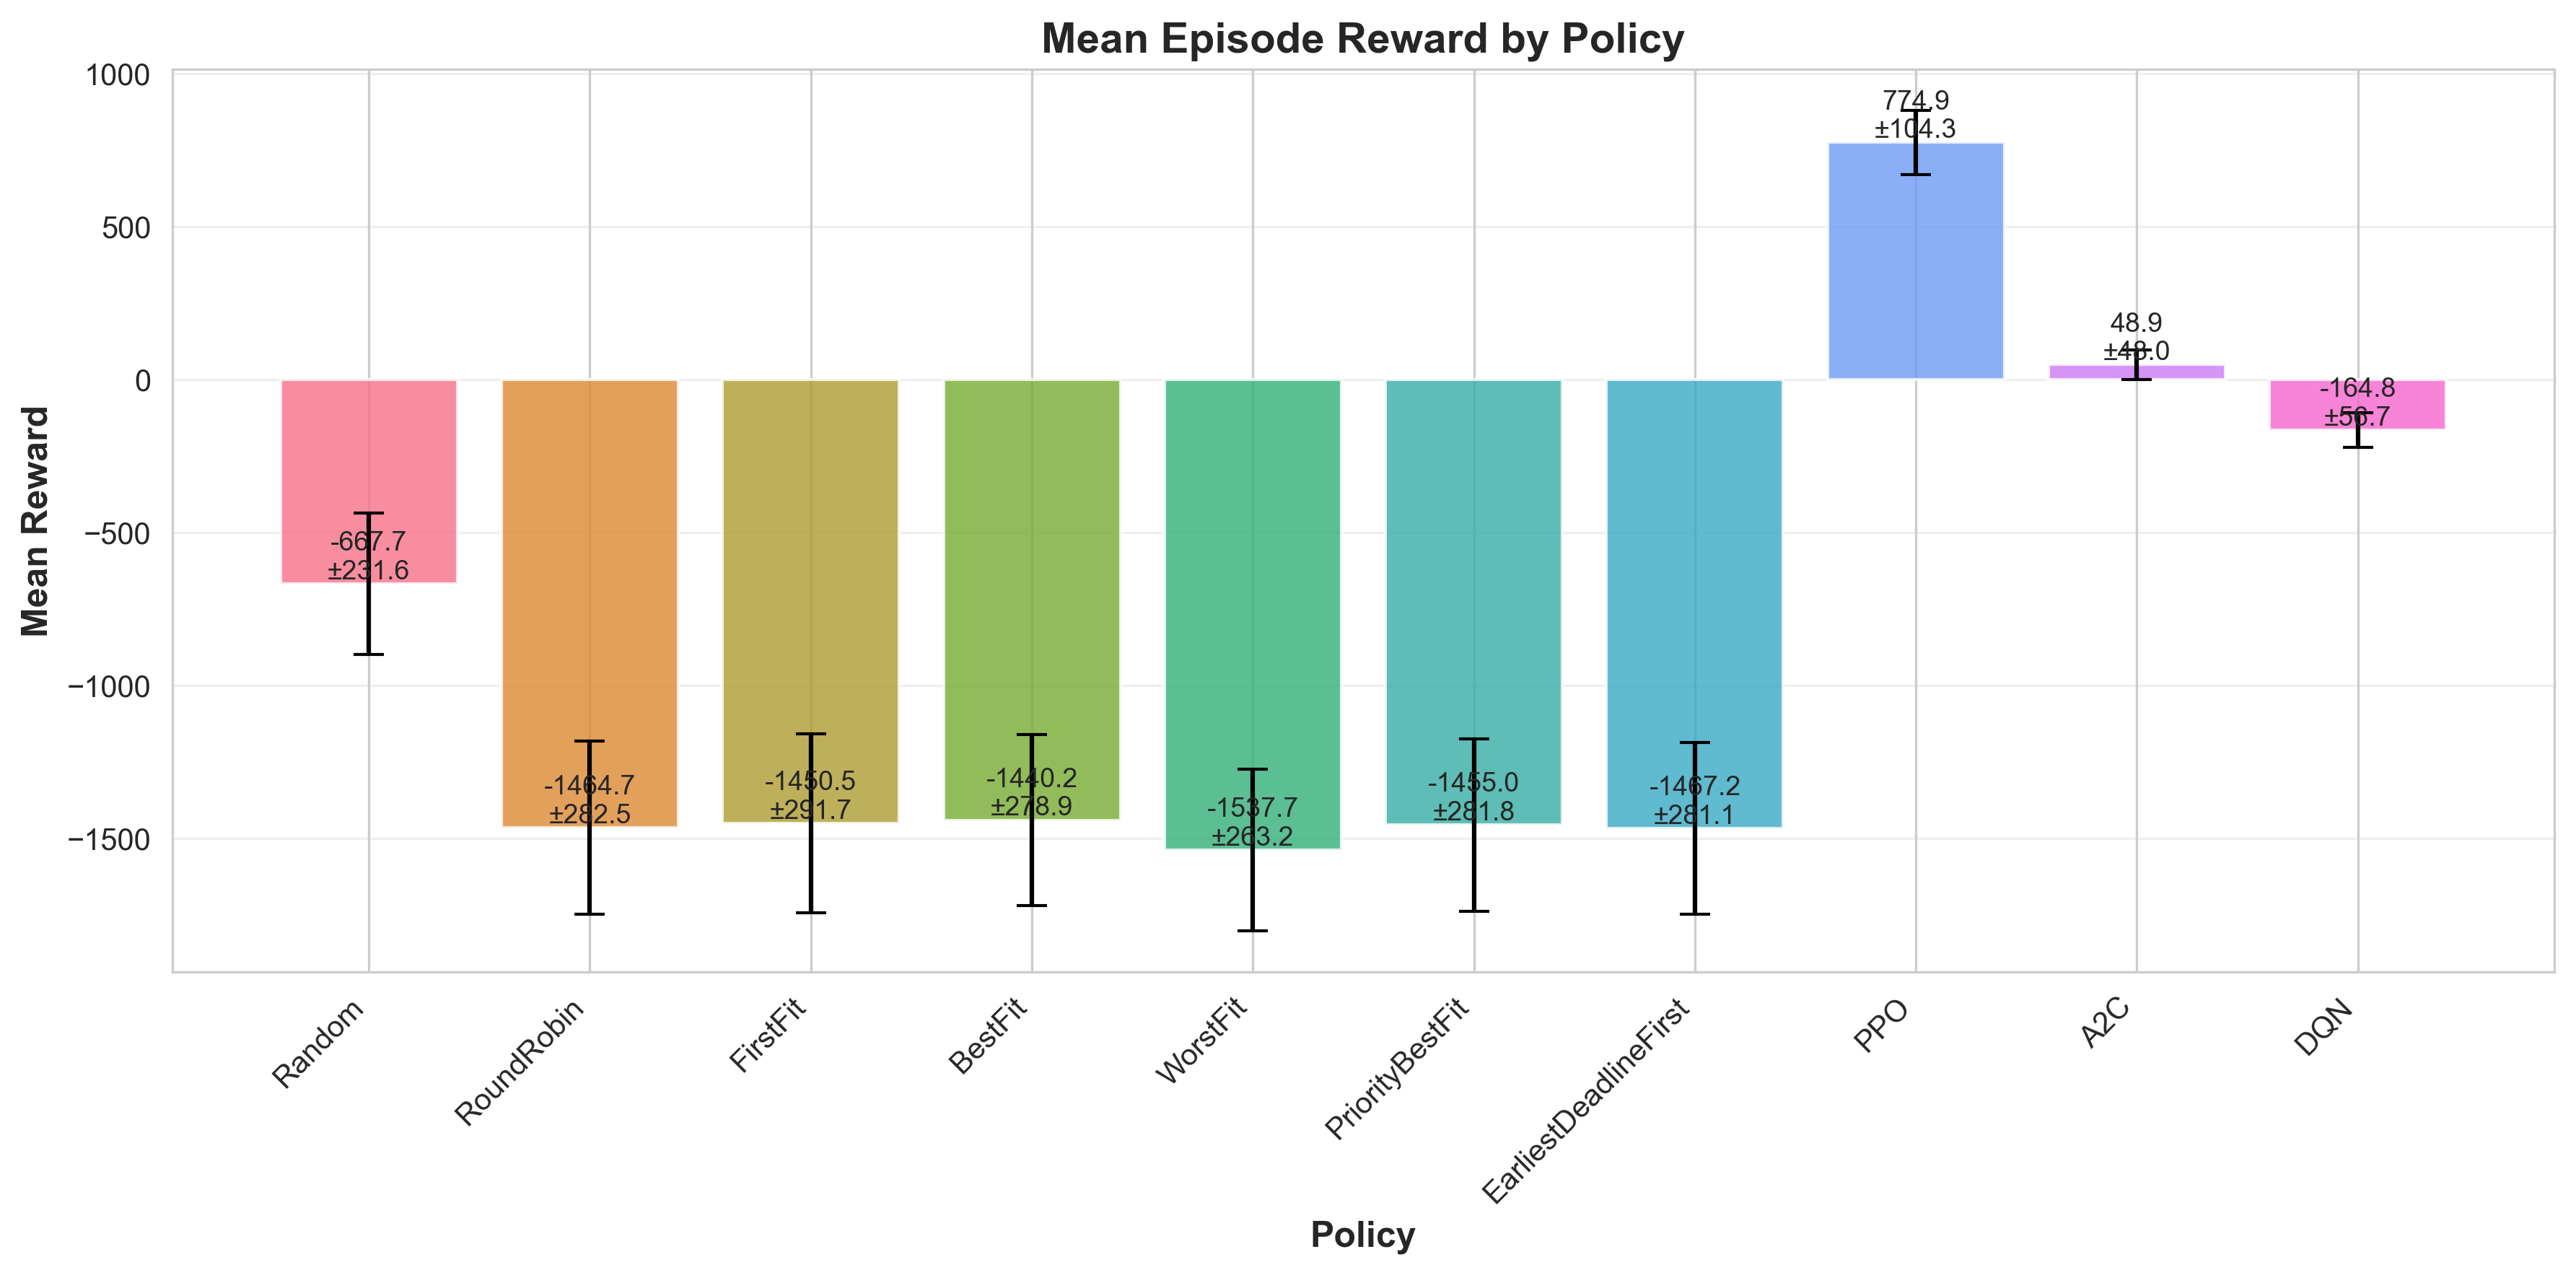 Mean Episode Reward by Policy
Mean Reward
1000
500
0
−500
−1000
−1500
-667.7
±231.6
-1464.7
±282.5
-1450.5
±291.7
-1440.2
±278.9
-1537.7
±263.2
-1455.0
±281.8
-1467.2
±281.1
774.9
±104.3
48.9
±48.0
-164.8
±56.7
Random
RoundRobin
FirstFit
BestFit
WorstFit
PriorityBestFit
EarliestDeadlineFirst
PPO
A2C
DQN
Policy